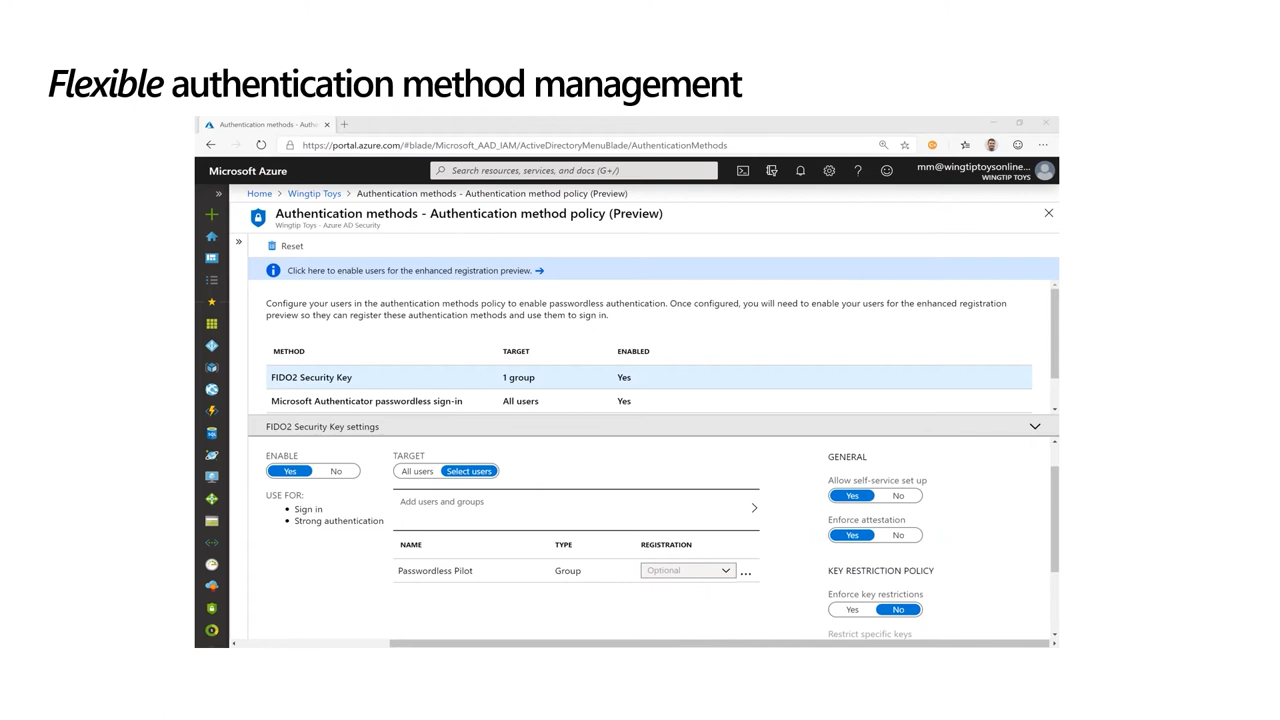 Flexible authentication method management
Authentication methods - Authe
https://portal.azure.com/#blade/Microsoft_AAD_IAM/ActiveDirectoryMenuBlade/AuthenticationMethods
Microsoft Azure
Search resources, services, and docs (G+/)
mm@wingtiptoysonline...
WINGTIP TOYS
Home > Wingtip Toys > Authentication methods - Authentication method policy (Preview)
Authentication methods - Authentication method policy (Preview)
Wingtip Toys - Azure AD Security
Reset
Click here to enable users for the enhanced registration preview.
Configure your users in the authentication methods policy to enable passwordless authentication. Once configured, you will need to enable your users for the enhanced registration
preview so they can register these authentication methods and use them to sign in.
METHOD TARGET ENABLED
FIDO2 Security Key 1 group Yes
Microsoft Authenticator passwordless sign-in All users Yes
FIDO2 Security Key settings
ENABLE
Yes No
USE FOR:
• Sign in
• Strong authentication
TARGET
All users Select users
Add users and groups
NAME TYPE REGISTRATION
Passwordless Pilot Group Optional ...
GENERAL
Allow self-service set up
Yes No
Enforce attestation
Yes No
KEY RESTRICTION POLICY
Enforce key restrictions
Yes No
Restrict specific keys